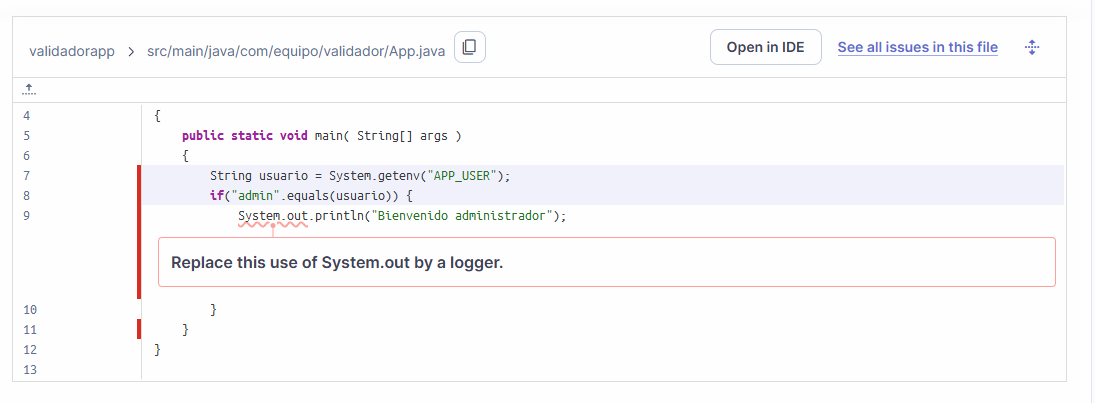 validadorapp > src/main/java/com/equipo/validador/App.java Open in IDE See all issues in this file
4 {
5 public static void main( String[] args )
6 {
7 String usuario = System.getenv("APP_USER");
8 if("admin".equals(usuario)) {
9 System.out.println("Bienvenido administrador");
Replace this use of System.out by a logger.
10 }
11 }
12 }
13